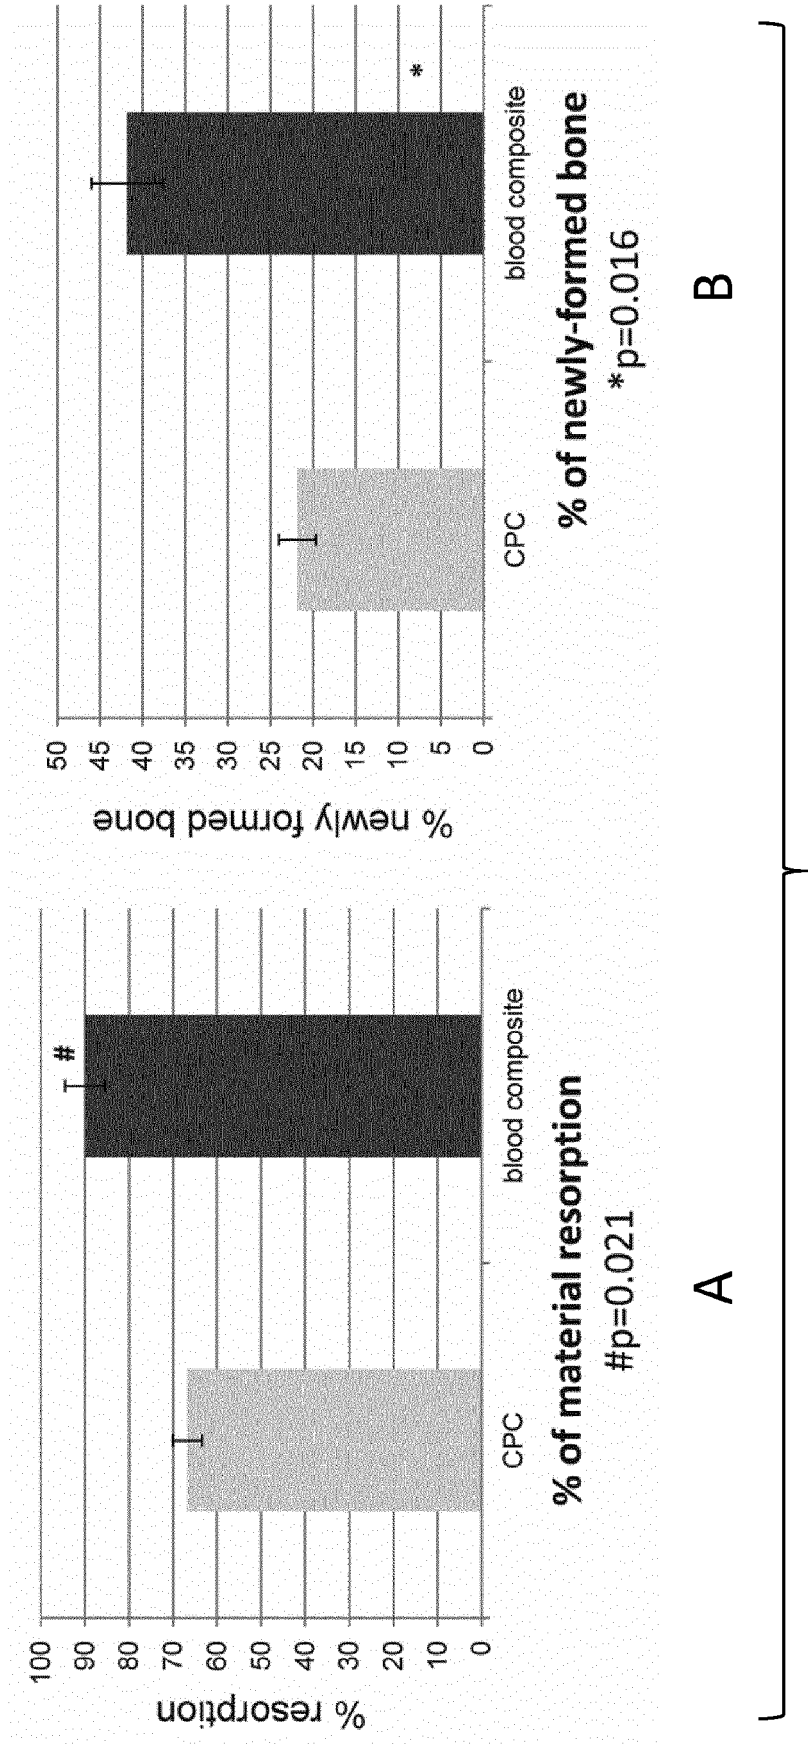 % resorption
100
90
80
70
60
50
40
30
20
10
0
#
CPC
blood composite
% of material resorption
#p=0.021
A
% newly formed bone
50
45
40
35
30
25
20
15
10
5
0
*
CPC
blood composite
% of newly-formed bone
*p=0.016
B